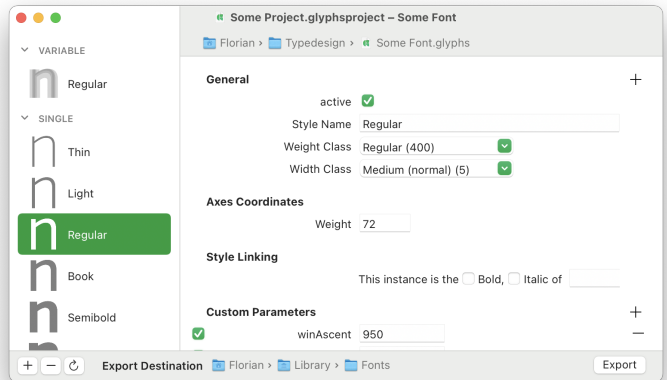 Some Project.glyphsproject – Some Font
Florian › Typedesign › Some Font.glyphs
VARIABLE
n Regular
SINGLE
n Thin
n Light
n Regular
n Book
n Semibold
General +
active
Style Name Regular
Weight Class Regular (400)
Width Class Medium (normal) (5)
Axes Coordinates
Weight 72
Style Linking
This instance is the Bold, Italic of
Custom Parameters +
winAscent 950 –
+ – Export Destination Florian › Library › Fonts Export